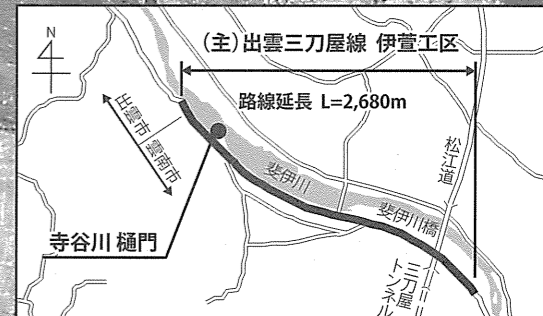 N
(主)出雲三刀屋線 伊萱工区
路線延長 L=2,680m
出雲市
雲南市
松江道
斐伊川
斐伊川橋
寺谷川 樋門
三刀屋
トンネル